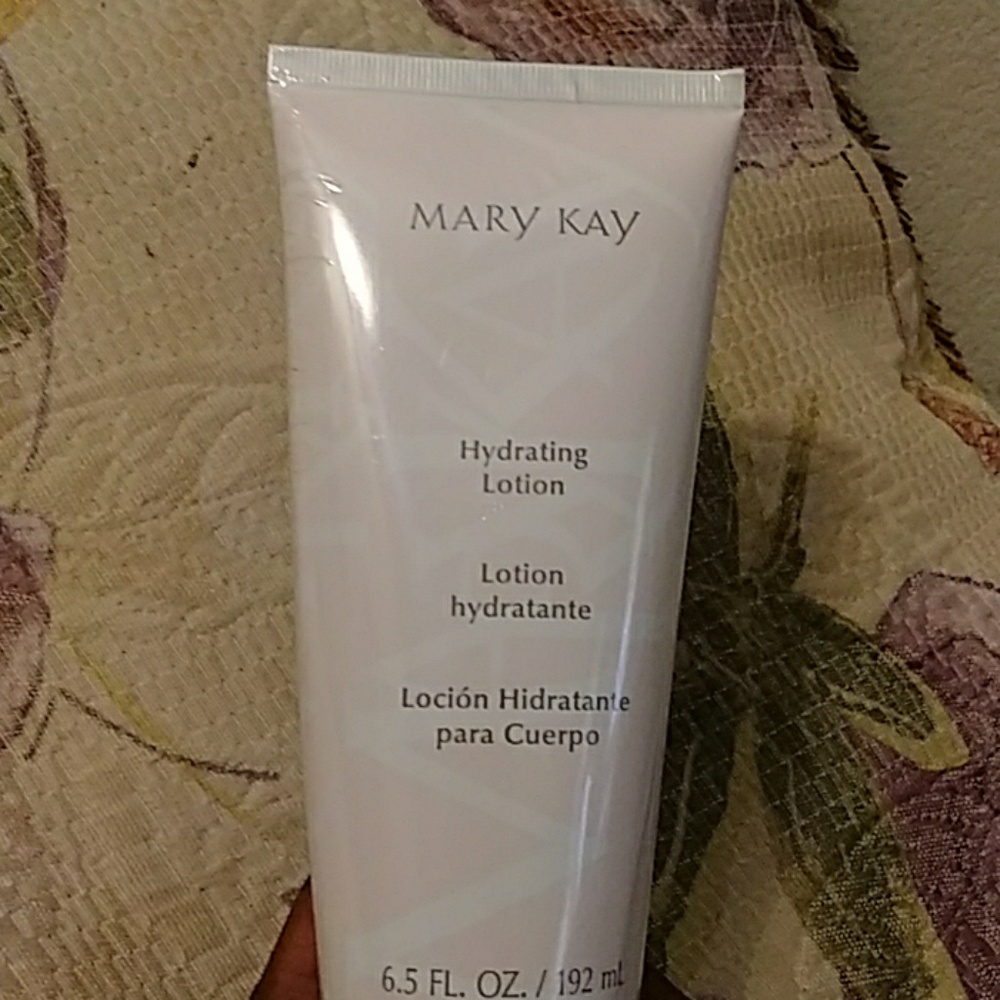 MARY KAY
Hydrating
Lotion
Lotion
hydratante
Loción Hidratante
para Cuerpo
6.5 FL. OZ. / 192 mL